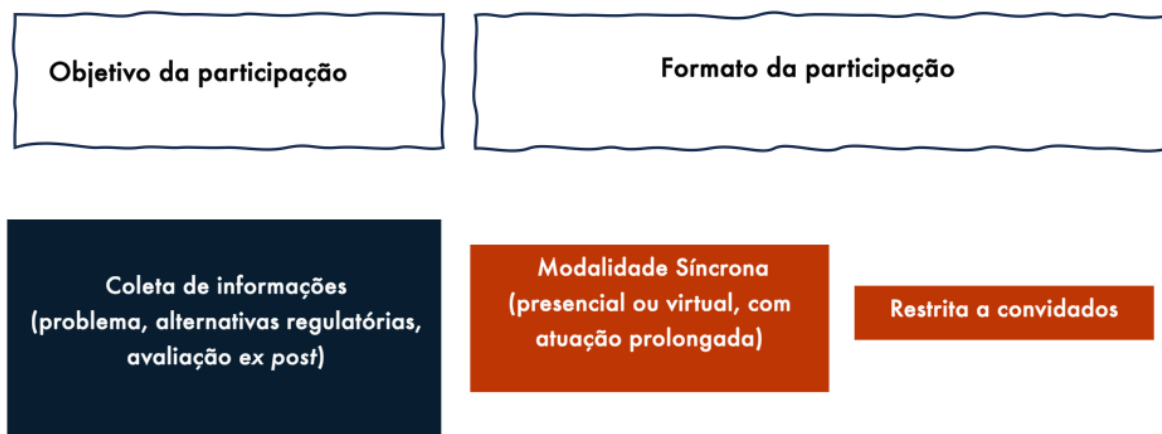 Objetivo da participação
Formato da participação
Coleta de informações
(problema, alternativas regulatórias,
avaliação ex post)
Modalidade Síncrona
(presencial ou virtual, com
atuação prolongada)
Restrita a convidados